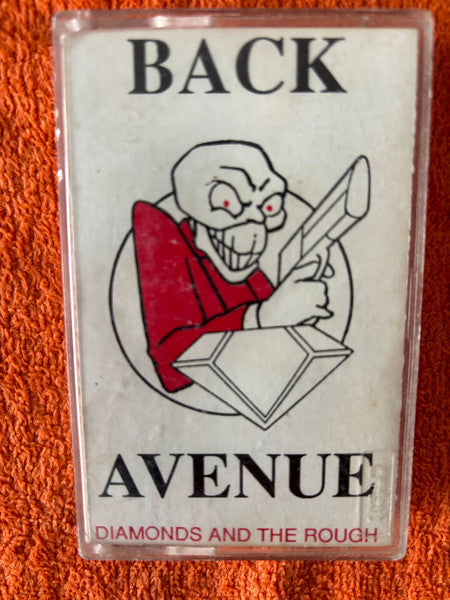 BACK
AVENUE
DIAMONDS AND THE ROUGH